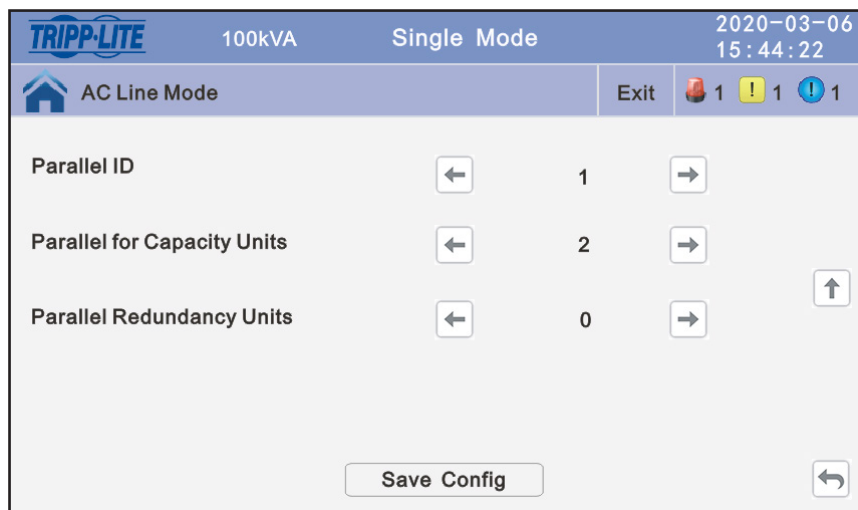 TRIPP·LITE 100kVA Single Mode 2020-03-06
15:44:22
AC Line Mode Exit 1 ! 1 ! 1
Parallel ID 1
Parallel for Capacity Units 2
Parallel Redundancy Units 0
Save Config